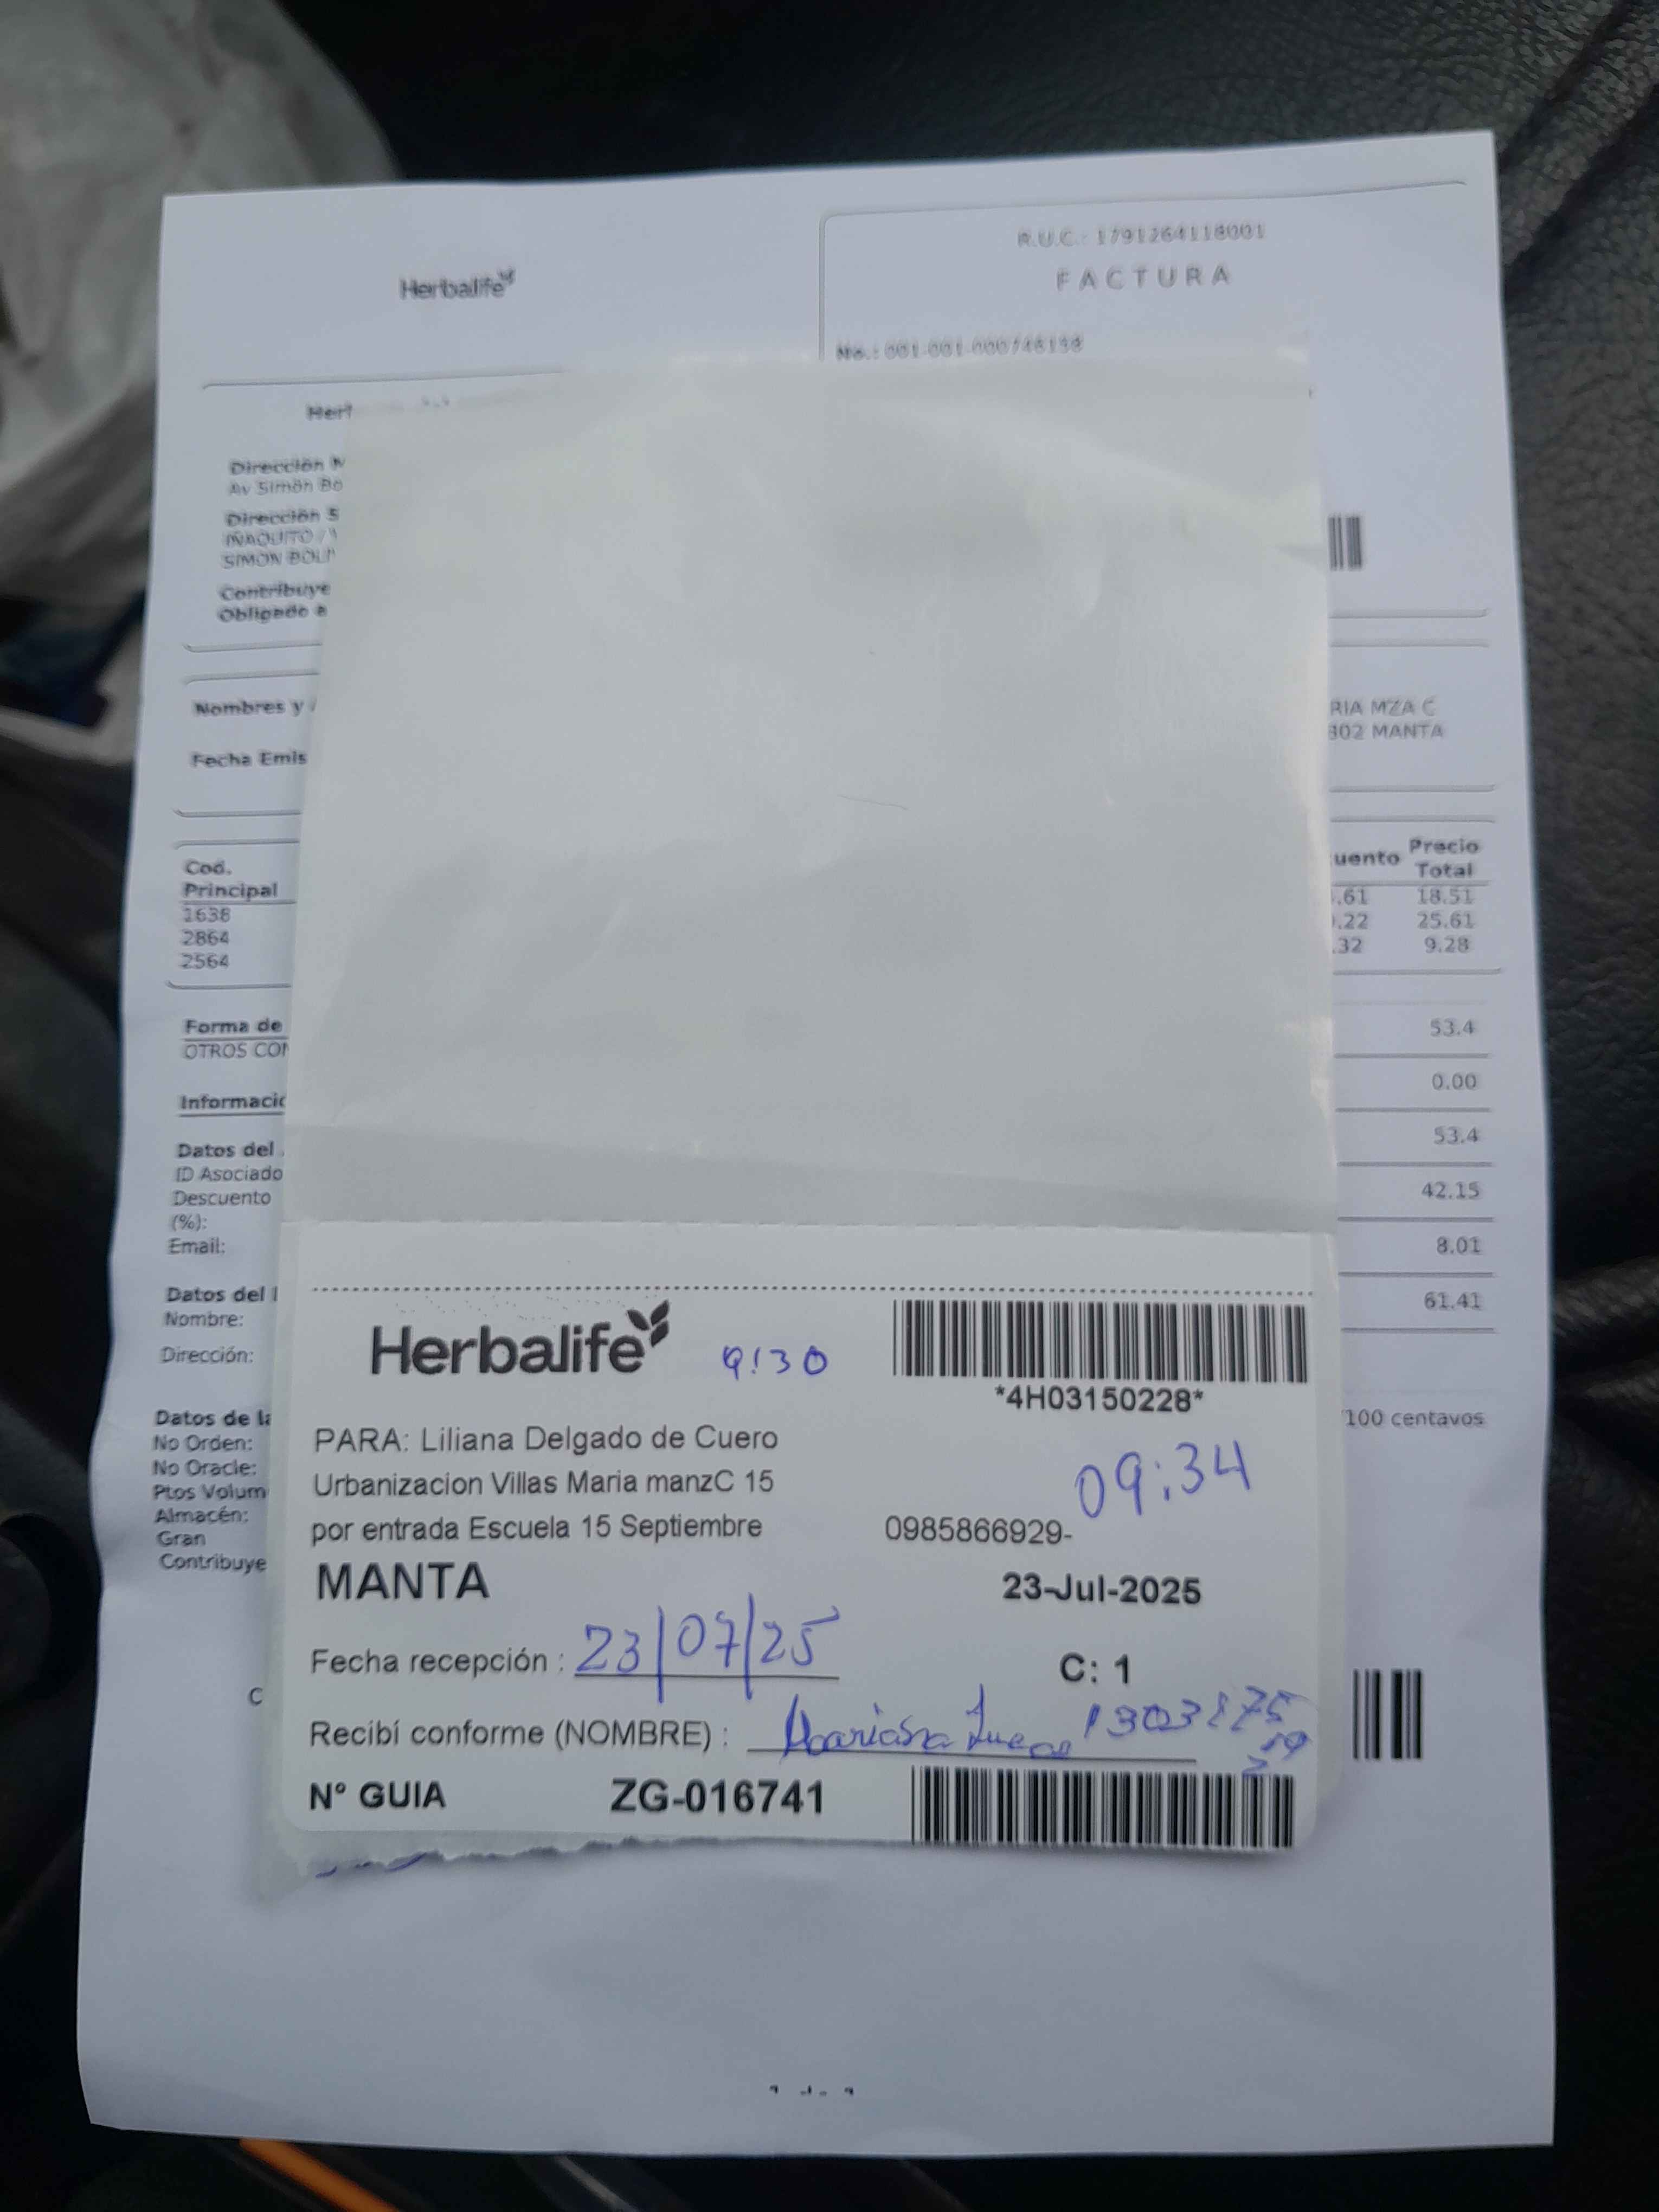 Herbalife
R.U.C.: 1791264118001
FACTURA
No.: 001-001-000746138
Dirección
Av Simón Bo
Dirección S
IÑAQUITO /
SIMON BOLI
Contribuye
Obligado a
Nombres y
RIA MZA C
302 MANTA
Fecha Emis
Cod. Principal
uento Precio Total
1638 .61 18.51
2864 .22 25.61
2564 .32 9.28
Forma de 53.4
OTROS CON
0.00
Informacio
53.4
Datos del
ID Asociado
Descuento 42.15
(%):
Email: 8.01
Datos del
Nombre: 61.41
Dirección:
Datos de la /100 centavos
No Orden:
No Oracle:
Ptos Volum
Almacén:
Gran
Contribuye
C
Herbalife 9:30
*4H03150228*
PARA: Liliana Delgado de Cuero
Urbanizacion Villas Maria manzC 15
09:34
por entrada Escuela 15 Septiembre 0985866929-
MANTA 23-Jul-2025
Fecha recepción : 23/07/25
C: 1
Recibí conforme (NOMBRE) : Mariana
N° GUIA ZG-016741